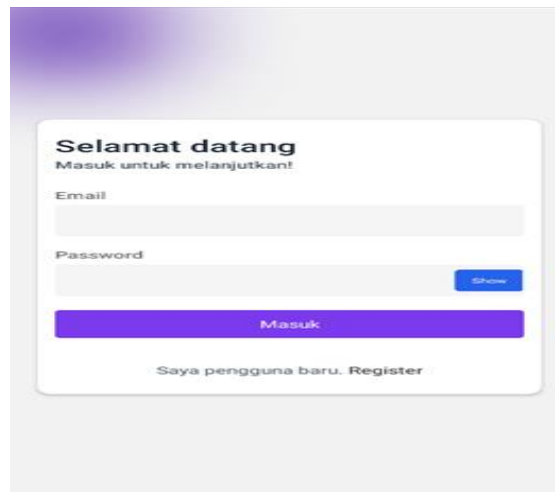 Selamat datang
Masuk untuk melanjutkan!
Email
Password
Show
Masuk
Saya pengguna baru. Register